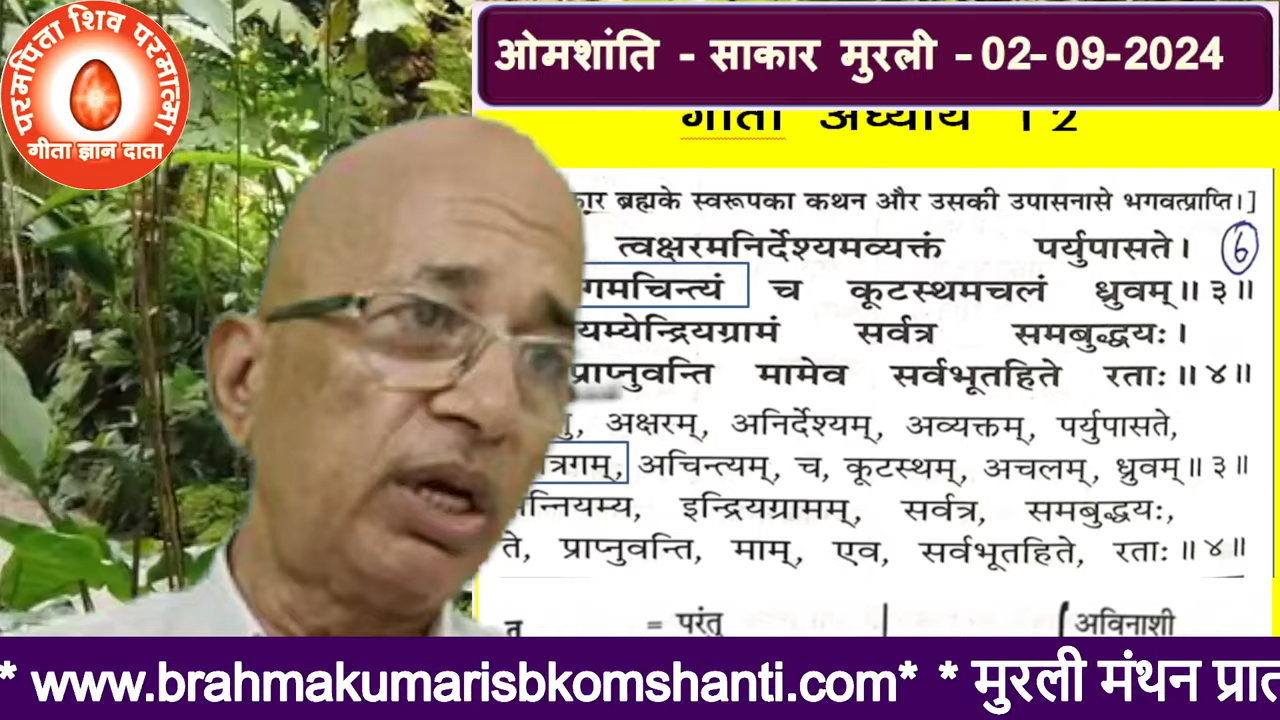 परमपिता शिव परमात्मा
गीता ज्ञान दाता
ओमशांति - साकार मुरली - 02-09-2024
गीता अध्याय 12
ब्रह्मके स्वरूपका कथन और उसकी उपासनासे भगवत्प्राप्ति।]
त्वक्षरमनिर्देश्यमव्यक्तं पर्युपासते। 6
गमचिन्त्यं च कूटस्थमचलं ध्रुवम्॥ ३॥
यम्येन्द्रियग्रामं सर्वत्र समबुद्धयः।
प्राप्नुवन्ति मामेव सर्वभूतहिते रताः॥ ४॥
अक्षरम्, अनिर्देश्यम्, अव्यक्तम्, पर्युपासते,
त्रगम्, अचिन्त्यम्, च, कूटस्थम्, अचलम्, ध्रुवम्॥ ३॥
न्नियम्य, इन्द्रियग्रामम्, सर्वत्र, समबुद्धयः,
ते, प्राप्नुवन्ति, माम्, एव, सर्वभूतहिते, रताः॥ ४॥
= परंतु अविनाशी
* www.brahmakumarisbkomshanti.com* * मुरली मंथन प्रात